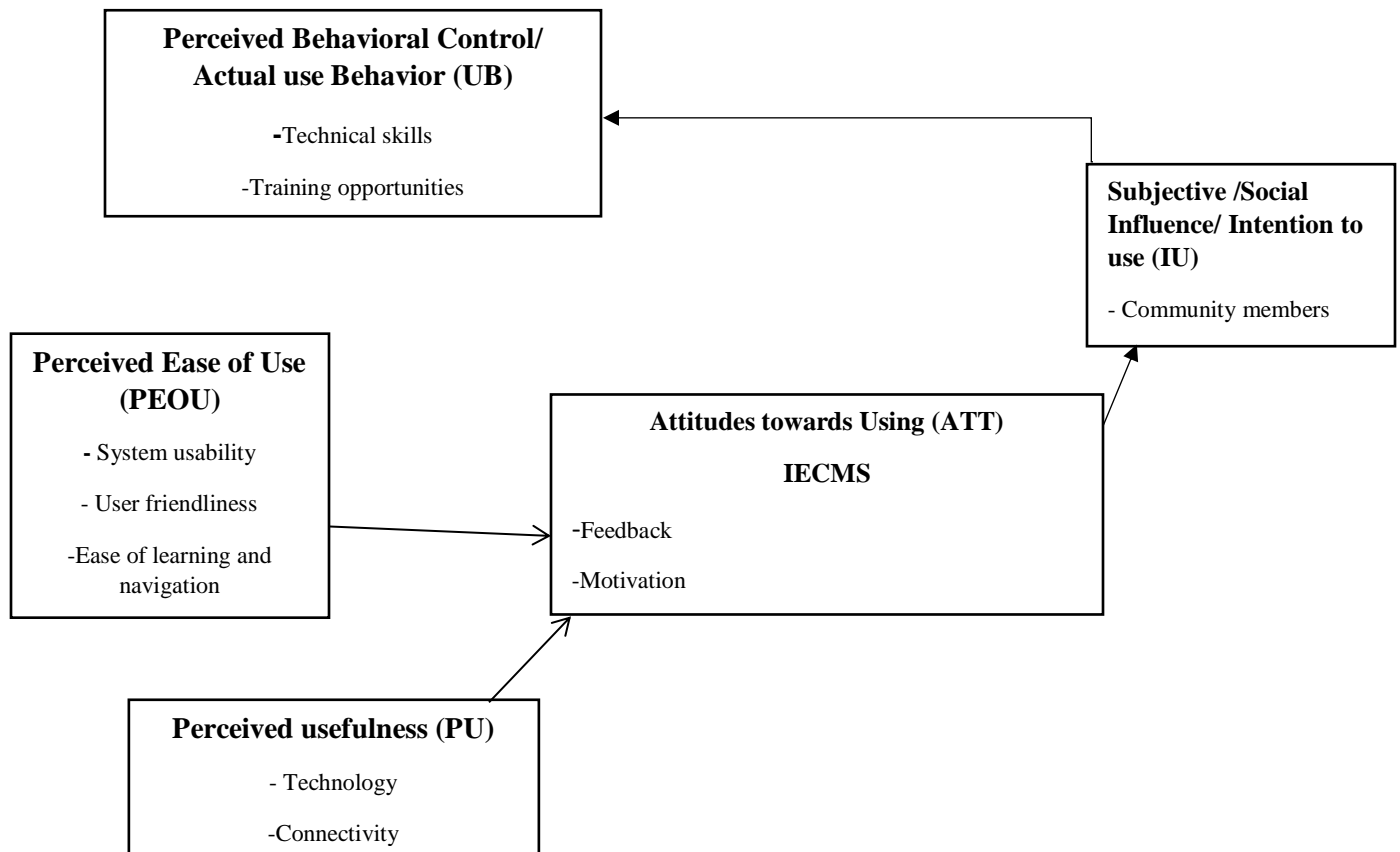 Perceived Behavioral Control/
Actual use Behavior (UB)
-Technical skills
-Training opportunities
Subjective /Social
Influence/ Intention to
use (IU)
- Community members
Perceived Ease of Use
(PEOU)
- System usability
- User friendliness
-Ease of learning and
navigation
Attitudes towards Using (ATT)
IECMS
-Feedback
-Motivation
Perceived usefulness (PU)
- Technology
-Connectivity